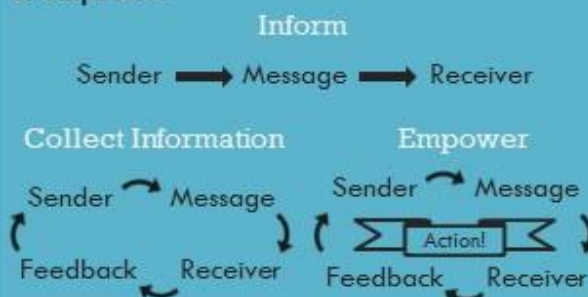 Inform
Sender Message Receiver
Collect Information
Sender Message
Feedback Receiver
Empower
Sender Message
Action!
Feedback Receiver